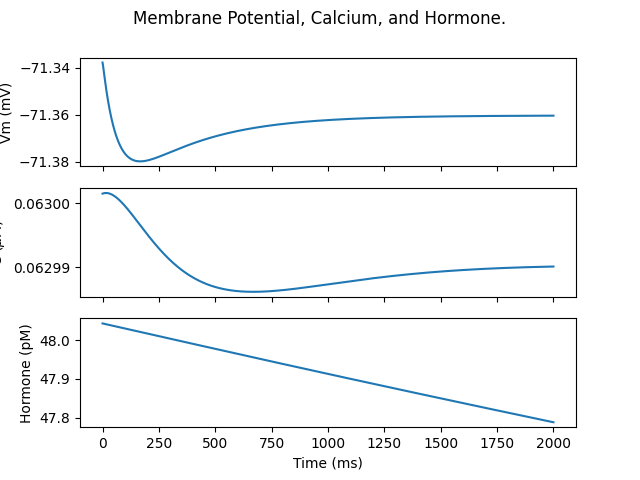 Membrane Potential, Calcium, and Hormone.
−71.34
−71.36
−71.38
Vm (mV)
0.06300
0.06299
48.0
47.9
47.8
Hormone (pM)
0 250 500 750 1000 1250 1500 1750 2000
Time (ms)